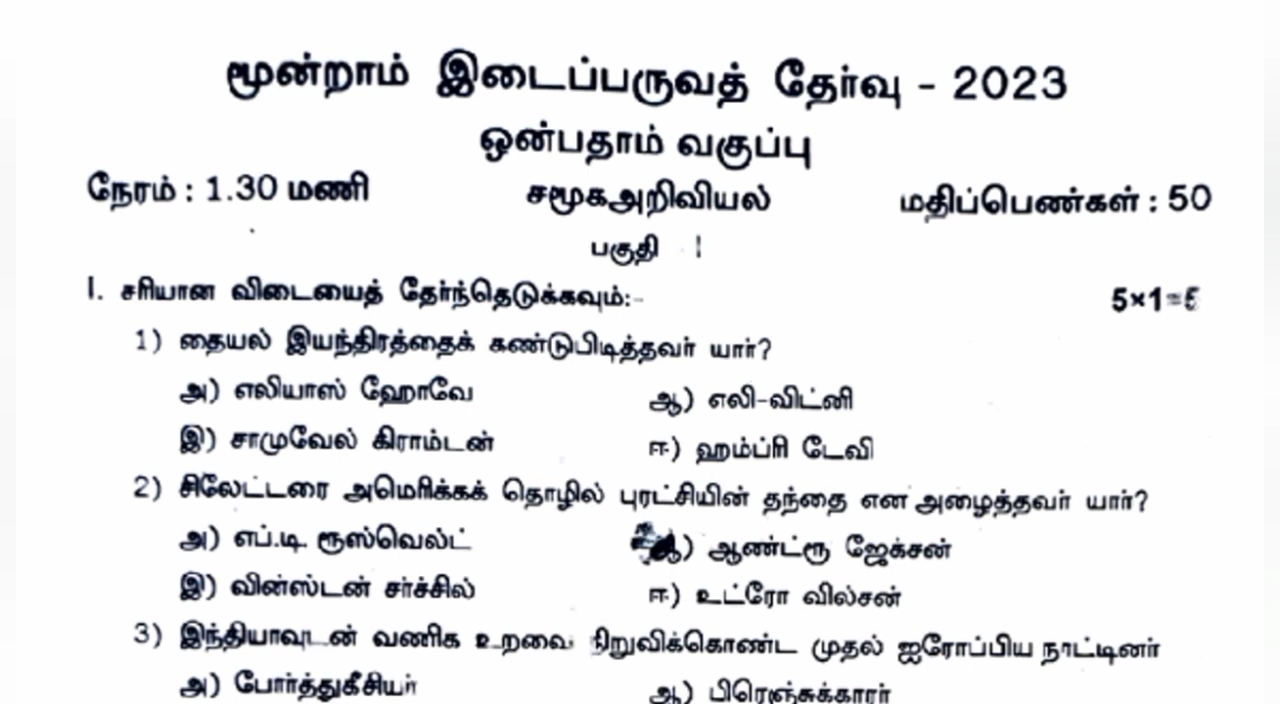 மூன்றாம் இடைப்பருவத் தேர்வு - 2023
ஒன்பதாம் வகுப்பு
நேரம் : 1.30 மணி சமூகஅறிவியல் மதிப்பெண்கள் : 50
பகுதி I
I. சரியான விடையைத் தேர்ந்தெடுக்கவும்:- 5×1=5
1) தையல் இயந்திரத்தைக் கண்டுபிடித்தவர் யார்?
அ) எலியாஸ் ஹோவே ஆ) எலி-விட்னி
இ) சாமுவேல் கிராம்டன் ஈ) ஹம்ப்ரி டேவி
2) சிலேட்டரை அமெரிக்கக் தொழில் புரட்சியின் தந்தை என அழைத்தவர் யார்?
அ) எப்.டி. ரூஸ்வெல்ட் ஆ) ஆண்ட்ரூ ஜேக்சன்
இ) வின்ஸ்டன் சர்ச்சில் ஈ) உட்ரோ வில்சன்
3) இந்தியாவுடன் வணிக உறவை நிறுவிக்கொண்ட முதல் ஐரோப்பிய நாட்டினர்
அ) போர்த்துகீசியர் ஆ) பிரெஞ்சுக்காரர்